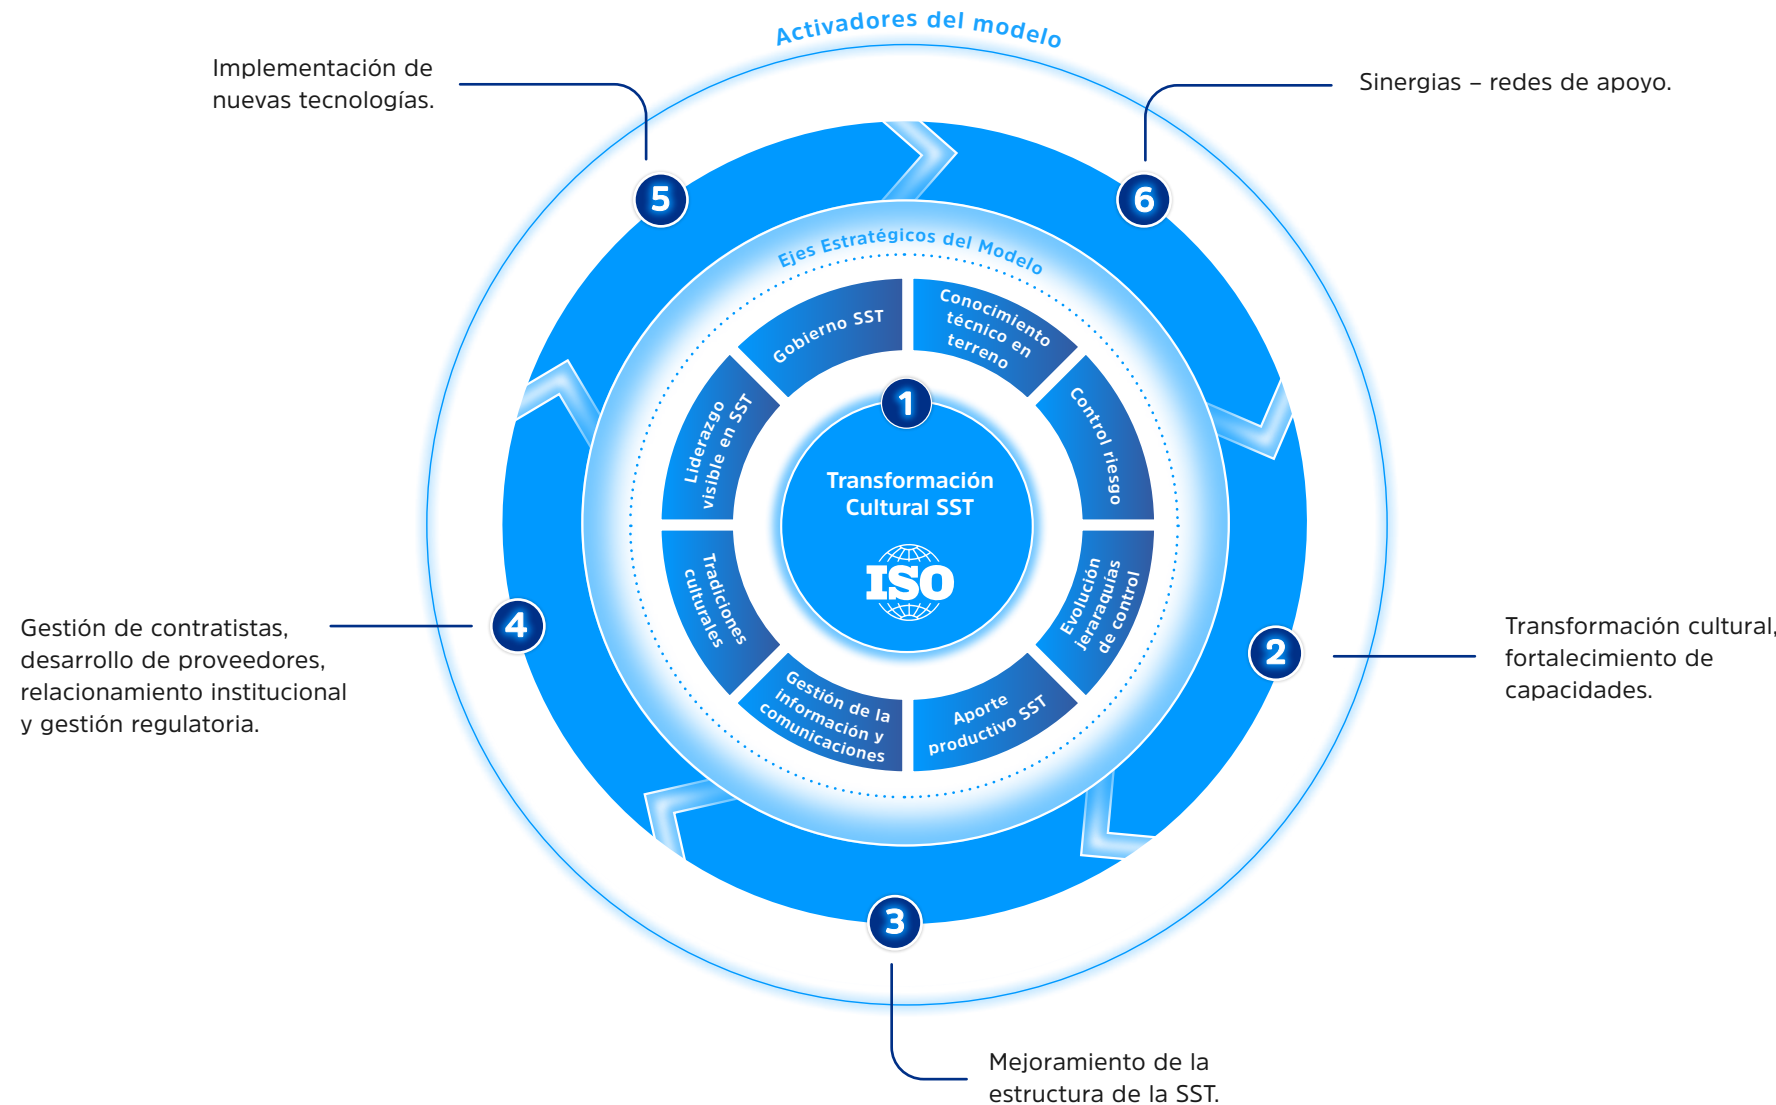 Activadores del modelo
Implementación de
nuevas tecnologías.
Sinergias – redes de apoyo.
5
6
Ejes Estratégicos del Modelo
Gobierno SST
Conocimiento
técnico en
terreno
Liderazgo
visible en SST
Control riesgo
1
Transformación
Cultural SST
ISO
Tradiciones
culturales
Evolución
jeraraquías
de control
Gestión de la
información y
comunicaciones
Aporte
productivo SST
4
Gestión de contratistas,
desarrollo de proveedores,
relacionamiento institucional
y gestión regulatoria.
2
Transformación cultural,
fortalecimiento de
capacidades.
3
Mejoramiento de la
estructura de la SST.